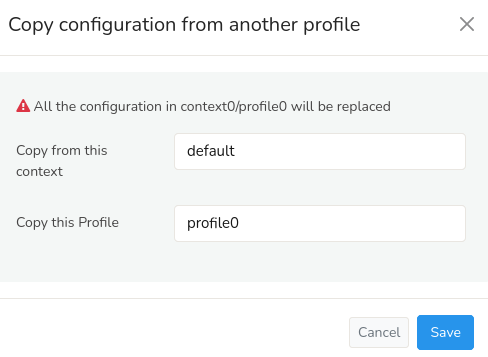 Copy configuration from another profile
All the configuration in context0/profile0 will be replaced
Copy from this
context
default
Copy this Profile
profile0
Cancel
Save